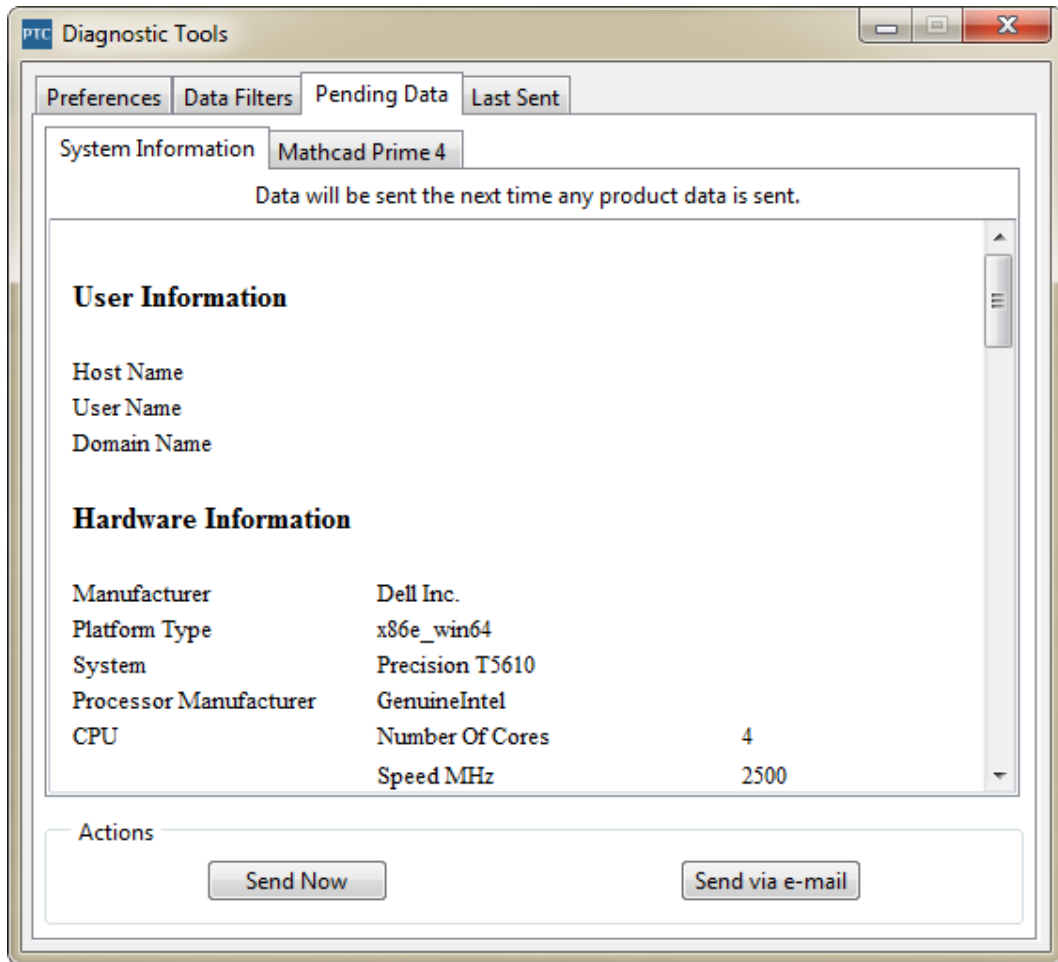 PTC Diagnostic Tools
Preferences Data Filters Pending Data Last Sent
System Information Mathcad Prime 4
Data will be sent the next time any product data is sent.
User Information
Host Name
User Name
Domain Name
Hardware Information
Manufacturer Dell Inc.
Platform Type x86e_win64
System Precision T5610
Processor Manufacturer GenuineIntel
CPU Number Of Cores 4
Speed MHz 2500
Actions
Send Now Send via e-mail